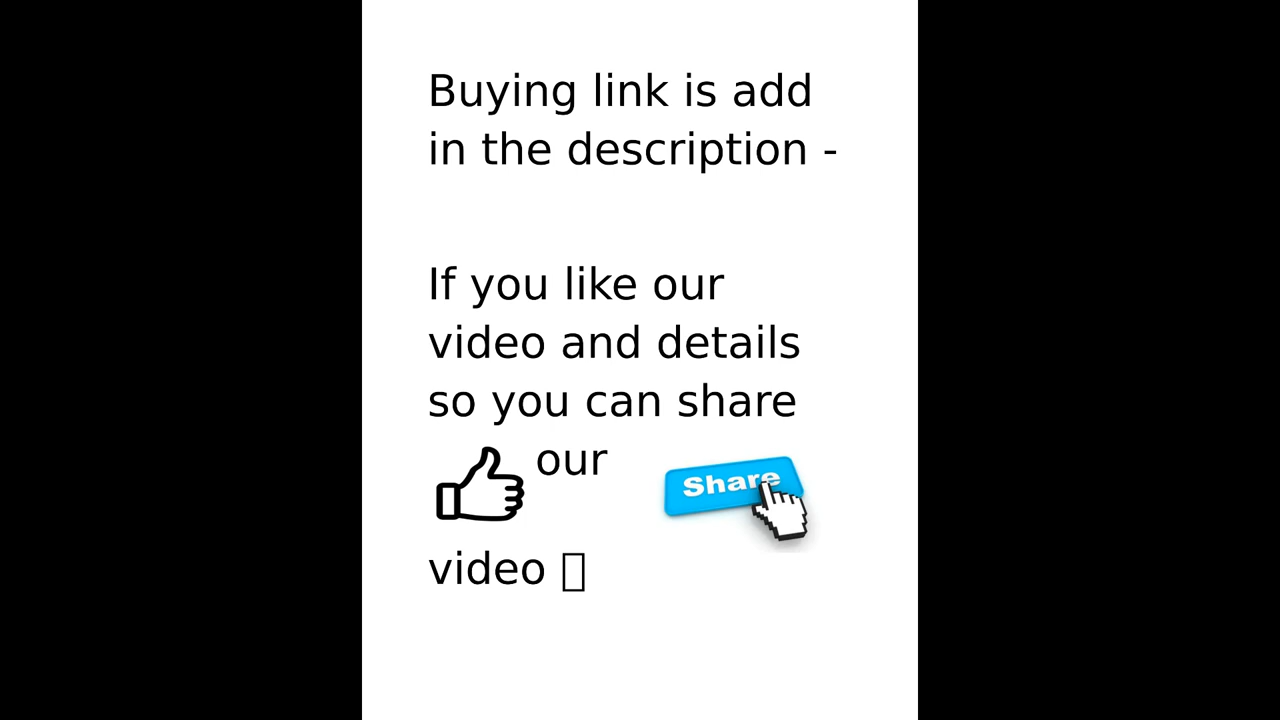 Buying link is add
in the description -
If you like our
video and details
so you can share
our
Share
video